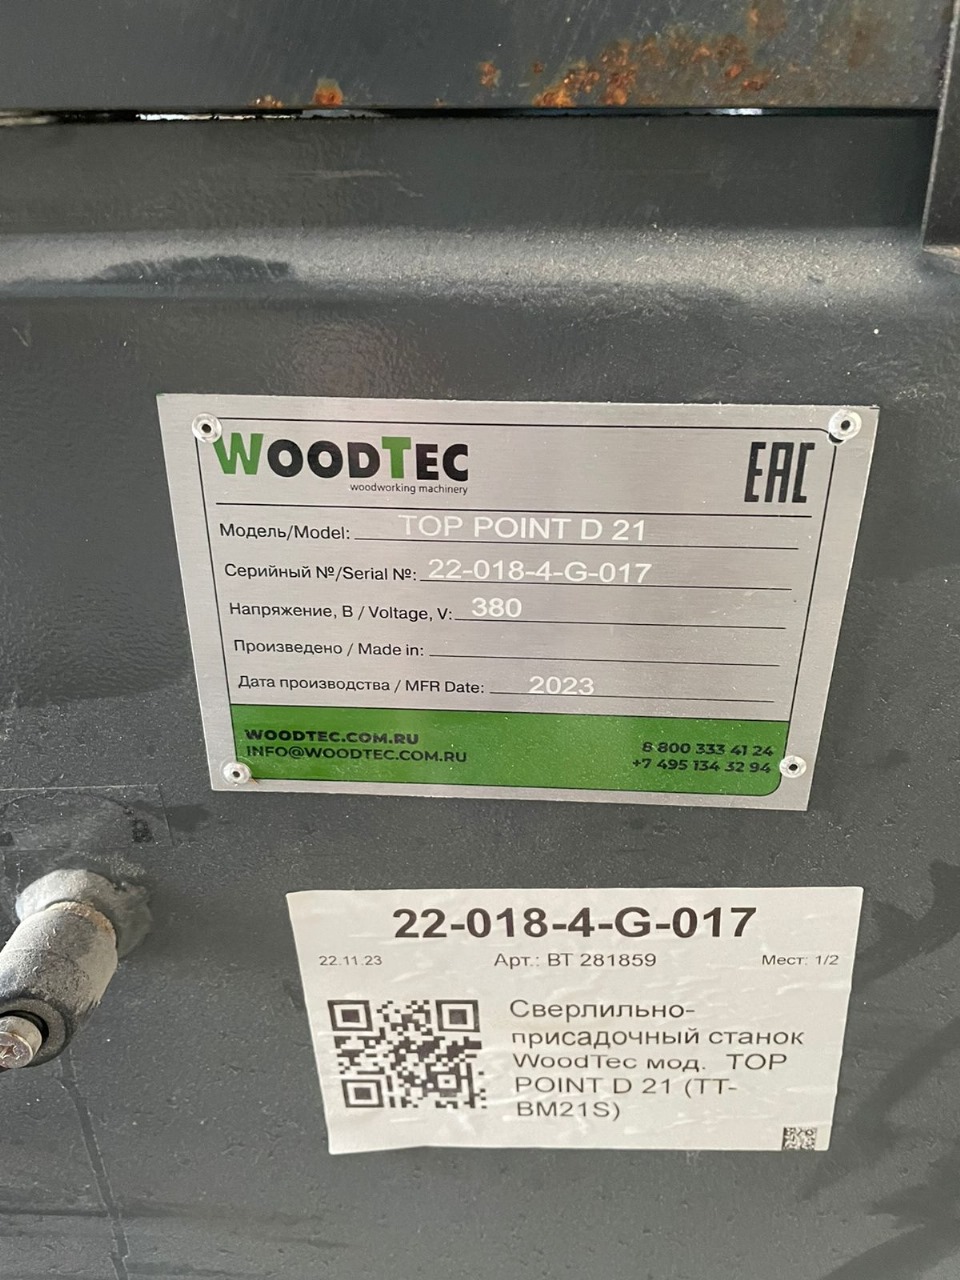 WOODTEC
woodworking machinery
EAC
Модель/Model: TOP POINT D 21
Серийный №/Serial №: 22-018-4-G-017
Напряжение, В / Voltage, V: 380
Произведено / Made in:
Дата производства / MFR Date: 2023
WOODTEC.COM.RU
INFO@WOODTEC.COM.RU
8 800 333 41 24
+7 495 134 32 94
22-018-4-G-017
22.11.23 Арт.: ВТ 281859 Мест: 1/2
Сверлильно-
присадочный станок
WoodTec мод. TOP
POINT D 21 (TT-
BM21S)